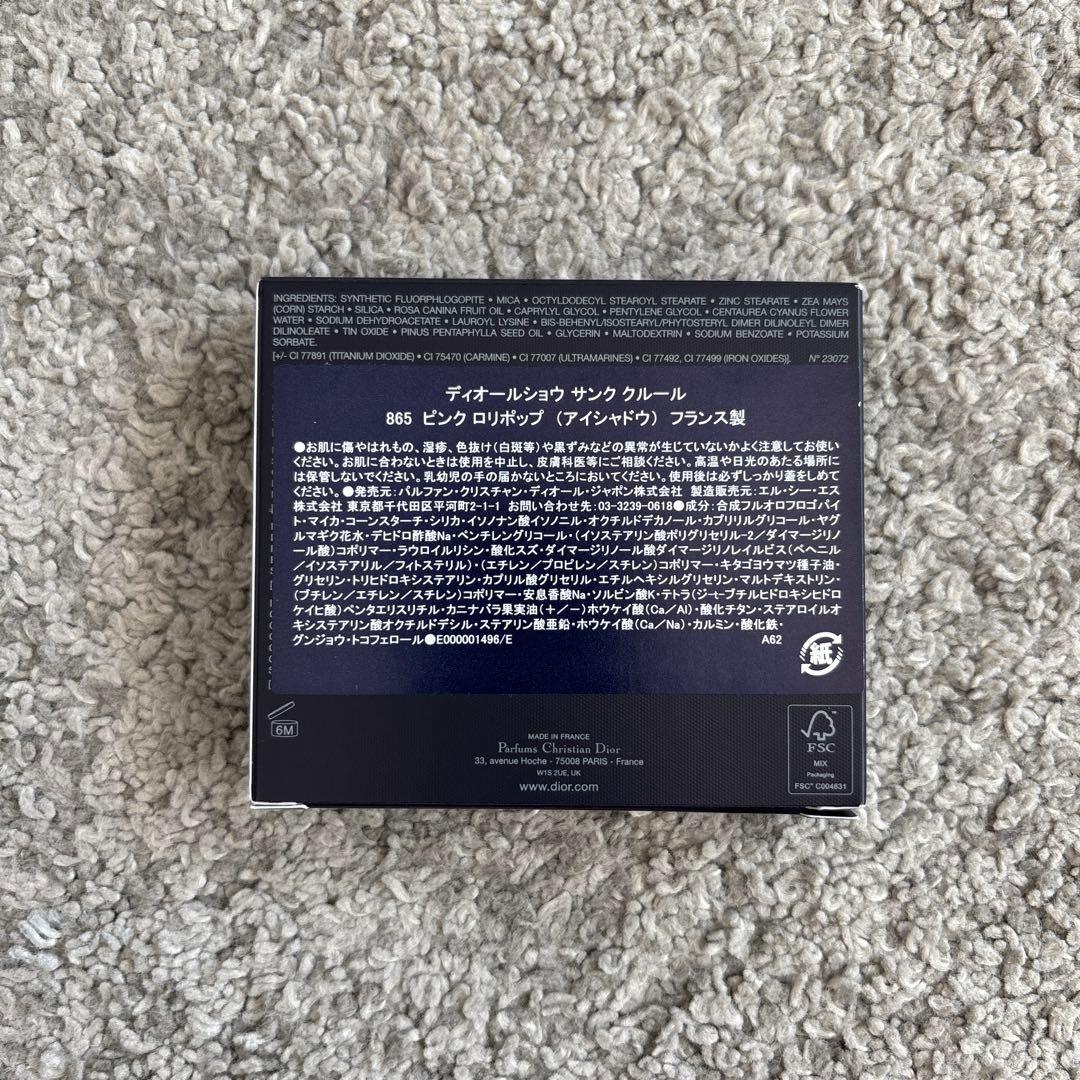 INGREDIENTS: SYNTHETIC FLUORPHLOGOPITE • MICA • OCTYLDODECYL STEAROYL STEARATE • ZINC STEARATE • ZEA MAYS
(CORN) STARCH • SILICA • ROSA CANINA FRUIT OIL • CAPRYLYL GLYCOL • PENTYLENE GLYCOL • CENTAUREA CYANUS FLOWER
WATER • SODIUM DEHYDROACETATE • LAUROYL LYSINE • BIS-BEHENYL/ISOSTEARYL/PHYTOSTERYL DIMER DILINOLEYL DIMER
DILINOLEATE • TIN OXIDE • PINUS PENTAPHYLLA SEED OIL • GLYCERIN • MALTODEXTRIN • SODIUM BENZOATE • POTASSIUM
SORBATE.
[+/- CI 77891 (TITANIUM DIOXIDE) • CI 75470 (CARMINE) • CI 77007 (ULTRAMARINES) • CI 77492, CI 77499 (IRON OXIDES)]. N° 23072
ディオールショウ サンク クルール
865 ピンク ロリポップ (アイシャドウ) フランス製
●お肌に傷やはれもの、湿疹、色抜け(白斑等)や黒ずみなどの異常が生じていないかよく注意してお使い
ください。お肌に合わないときは使用を中止し、皮膚科医等にご相談ください。高温や日光のあたる場所に
は保管しないでください。乳幼児の手の届かないところにおいてください。使用後は必ずしっかり蓋をしめて
ください。●発売元：パルファン・クリスチャン・ディオール・ジャポン株式会社 製造販売元：エル・シー・エス
株式会社 東京都千代田区平河町2-1-1 お問い合わせ先：03-3239-0618●成分：合成フルオロフロゴパイ
ト・マイカ・コーンスターチ・シリカ・イソノナン酸イソノニル・オクチルドデカノール・カプリリルグリコール・ヤグ
ルマギク花水・デヒドロ酢酸Na・ペンチレングリコール・(イソステアリン酸ポリグリセリル-2／ダイマージリノ
ール酸)コポリマー・ラウロイルリシン・酸化スズ・ダイマージリノール酸ダイマージリノレイルビス(ベヘニル
／イソステアリル／フィトステリル)・(エチレン／プロピレン／スチレン)コポリマー・キタゴヨウマツ種子油・
グリセリン・トリヒドロキシステアリン・カプリル酸グリセリル・エチルヘキシルグリセリン・マルトデキストリン・
(ブチレン／エチレン／スチレン)コポリマー・安息香酸Na・ソルビン酸K・テトラ(ジ-t-ブチルヒドロキシヒドロ
ケイヒ酸)ペンタエリスリチル・カニナバラ果実油(＋／－)ホウケイ酸(Ca／Al)・酸化チタン・ステアロイルオ
キシステアリン酸オクチルドデシル・ステアリン酸亜鉛・ホウケイ酸(Ca／Na)・カルミン・酸化鉄・
グンジョウ・トコフェロール●E000001496/E A62
紙
6M
MADE IN FRANCE
Parfums Christian Dior
33, avenue Hoche - 75008 PARIS - France
W1S 2UE, UK
www.dior.com
FSC
MIX
Packaging
FSC™ C004631